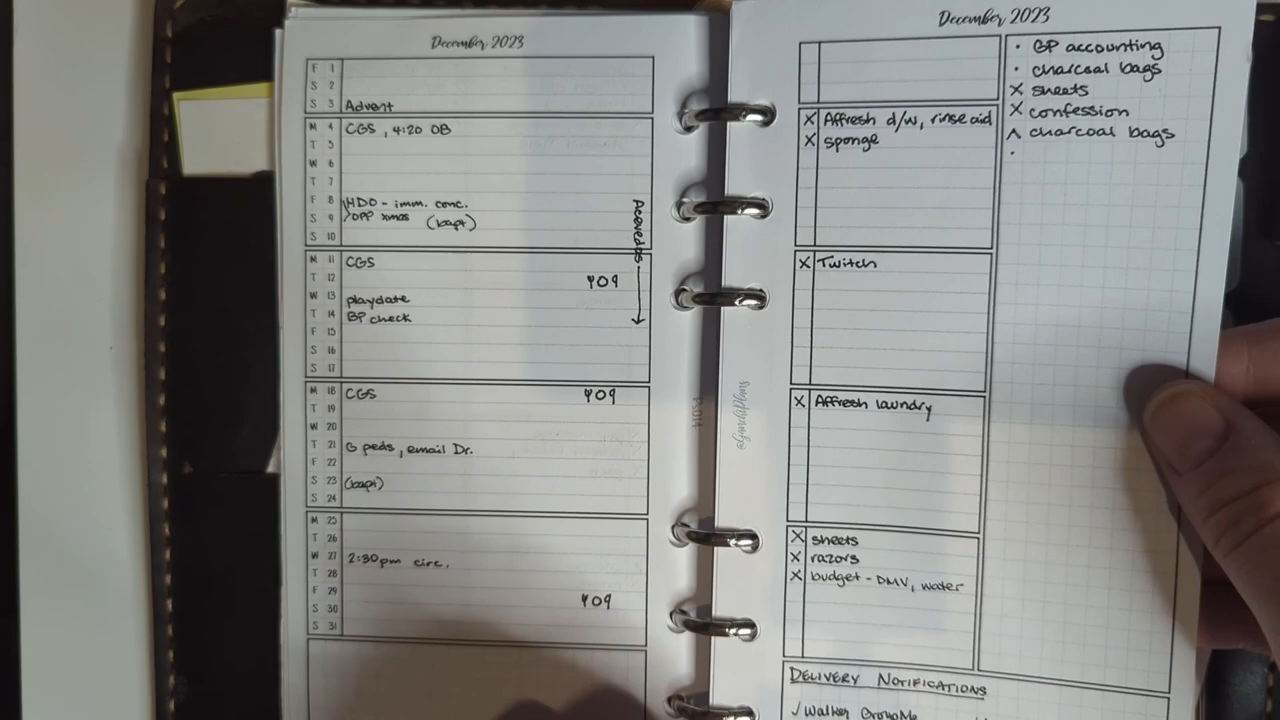 December 2023
F 1
S 2
S 3 Advent
M 4 CGS, 4:20 OB
T 5
W 6
T 7
F 8 HDO - imm. conc.
S 9 OPP xmas (bapt)
S 10
Acevedos
M 11 CGS
T 12 409
W 13 playdate
T 14 BP check
F 15
S 16
S 17
M 18 CGS 409
T 19
W 20
T 21 G peds, email Dr.
F 22
S 23 (bapt)
S 24
M 25
T 26
W 27 2:30pm circ.
T 28
F 29
S 30 409
S 31
December 2023
X Affresh d/w, rinse aid
X sponge
X Twitch
X Affresh laundry
X sheets
X razors
X budget - DMV, water
DELIVERY NOTIFICATIONS
✓ Walker GroupMe
· GP accounting
· charcoal bags
X sheets
X confession
^ charcoal bags
·